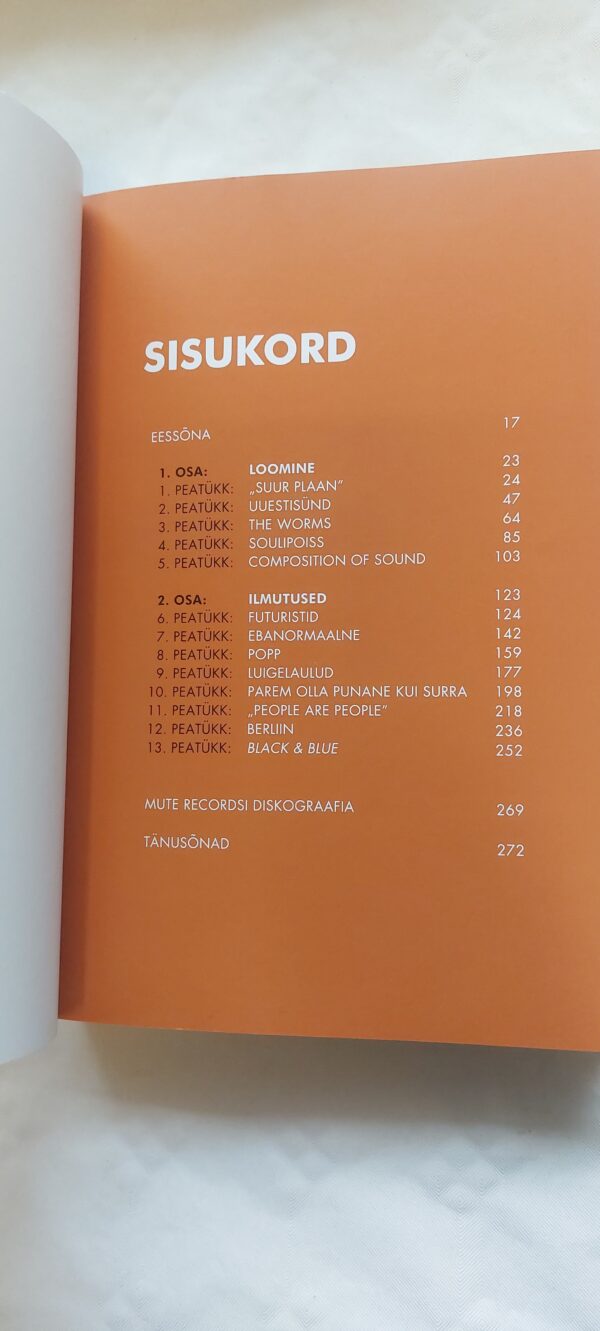 SISUKORD
EESSÕNA 17
1. OSA: LOOMINE 23
1. PEATÜKK: „SUUR PLAAN” 24
2. PEATÜKK: UUESTISÜND 47
3. PEATÜKK: THE WORMS 64
4. PEATÜKK: SOULIPOISS 85
5. PEATÜKK: COMPOSITION OF SOUND 103
2. OSA: ILMUTUSED 123
6. PEATÜKK: FUTURISTID 124
7. PEATÜKK: EBANORMAALNE 142
8. PEATÜKK: POPP 159
9. PEATÜKK: LUIGELAULUD 177
10. PEATÜKK: PAREM OLLA PUNANE KUI SURRA 198
11. PEATÜKK: „PEOPLE ARE PEOPLE” 218
12. PEATÜKK: BERLIIN 236
13. PEATÜKK: BLACK & BLUE 252
MUTE RECORDSI DISKOGRAAFIA 269
TÄNUSÕNAD 272